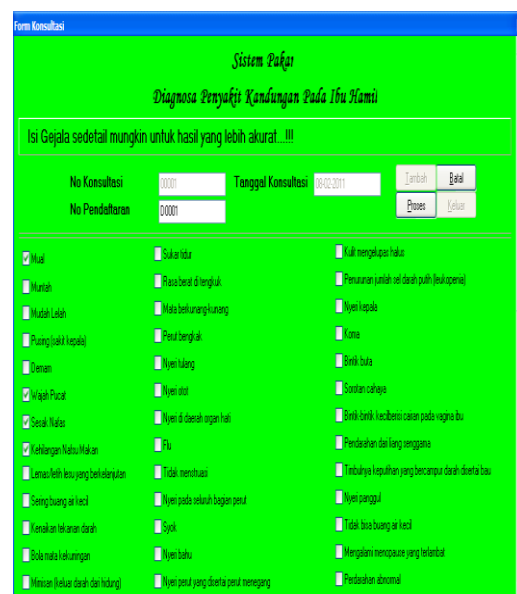 Form Konsultasi
Sistem Pakar
Diagnosa Penyakit Kandungan Pada Ibu Hamil
Isi Gejala sedetail mungkin untuk hasil yang lebih akurat...!!!
No Konsultasi 00001 Tanggal Konsultasi 08-02-2011 Tambah Batal
No Pendaftaran D0001 Proses Keluar
Mual
Muntah
Mudah Lelah
Pusing (sakit kepala)
Demam
Wajah Pucat
Sesak Nafas
Kehilangan Nafsu Makan
Lemas/letih lesu yang berkelanjutan
Sering buang air kecil
Kenaikan tekanan darah
Bola mata kekuningan
Mimisan (keluar darah dari hidung)
Sukar tidur
Rasa berat di tengkuk
Mata berkunang-kunang
Perut bengkak
Nyeri tulang
Nyeri otot
Nyeri di daerah organ hati
Flu
Tidak menstruasi
Nyeri pada seluruh bagian perut
Syok
Nyeri bahu
Nyeri perut yang disertai perut menegang
Kulit mengelupas halus
Penurunan jumlah sel darah putih (leukopenia)
Nyeri kepala
Koma
Bintik buta
Sorotan cahaya
Bintik-bintik kecil berisi cairan pada vagina ibu
Pendarahan dari liang senggama
Timbulnya keputihan yang bercampur darah disertai bau
Nyeri panggul
Tidak bisa buang air kecil
Mengalami menopause yang terlambat
Perdarahan abnormal